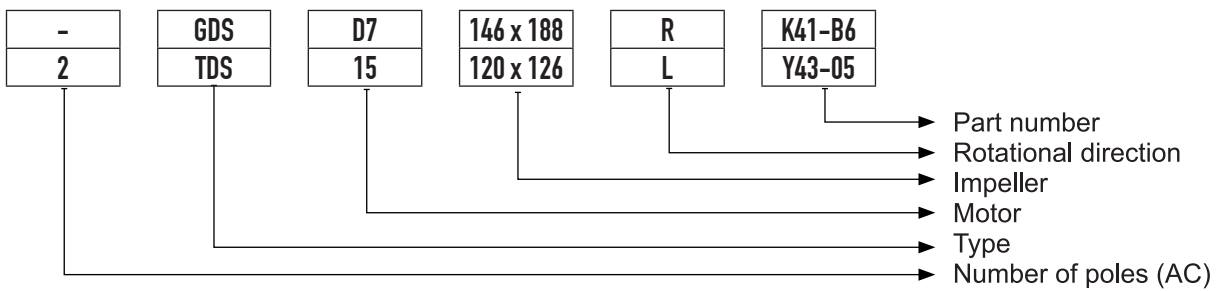 - GDS D7 146 x 188 R K41-B6
2 TDS 15 120 x 126 L Y43-05
Part number
Rotational direction
Impeller
Motor
Type
Number of poles (AC)